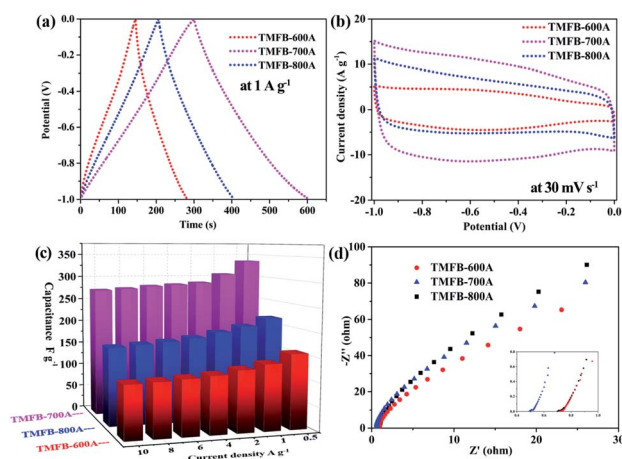 (a)
TMFB-600A
TMFB-700A
TMFB-800A
at 1 A g-1
Potential (V)
0.0
-0.2
-0.4
-0.6
-0.8
-1.0
0 100 200 300 400 500 600
Time (s)
(b)
TMFB-600A
TMFB-700A
TMFB-800A
at 30 mV s-1
Current density (A g-1)
20
15
10
5
0
-10
-20
-1.0 -0.8 -0.6 -0.4 -0.2 0.0
Potential (V)
(c)
Capacitance F g-1
350
300
250
200
150
100
50
0
TMFB-700A
TMFB-800A
TMFB-600A
10 8 6 4 2 1 0.5
Current density A g-1
(d)
TMFB-600A
TMFB-700A
TMFB-800A
-Z'' (ohm)
100
80
60
40
20
0
0 10 20 30
Z' (ohm)